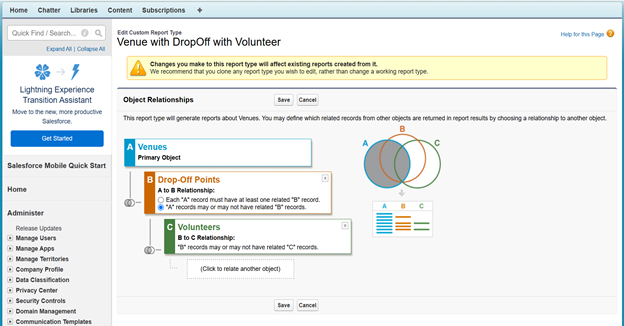 Home Chatter Libraries Content Subscriptions +
Quick Find / Search...
Expand All | Collapse All
Lightning Experience
Transition Assistant
Move to the new, more productive
Salesforce.
Get Started
Salesforce Mobile Quick Start
Home
Administer
Release Updates
Manage Users
Manage Apps
Manage Territories
Company Profile
Data Classification
Privacy Center
Security Controls
Domain Management
Communication Templates
Edit Custom Report Type
Venue with DropOff with Volunteer
Help for this Page ?
Changes you make to this report type will affect existing reports created from it.
We recommend that you clone any report type you wish to edit, rather than change a working report type.
Object Relationships
Save Cancel
This report type will generate reports about Venues. You may define which related records from other objects are returned in report results by choosing a relationship to another object.
A Venues
Primary Object
B Drop-Off Points
A to B Relationship:
Each "A" record must have at least one related "B" record.
"A" records may or may not have related "B" records.
C Volunteers
B to C Relationship:
"B" records may or may not have related "C" records.
(Click to relate another object)
A B C
A B C
Save Cancel